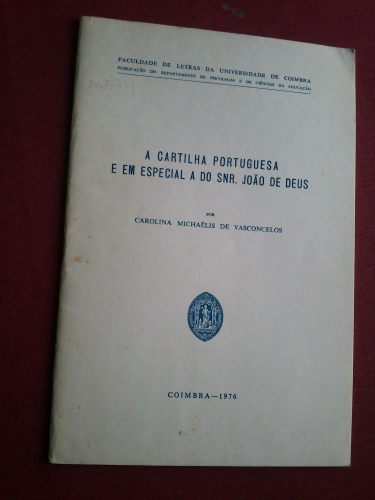 FACULDADE DE LETRAS DA UNIVERSIDADE DE COIMBRA
PUBLICAÇÃO DO DEPARTAMENTO DE PSICOLOGIA E DE CIÊNCIAS DA EDUCAÇÃO
A CARTILHA PORTUGUESA
E EM ESPECIAL A DO SNR. JOÃO DE DEUS
POR
CAROLINA MICHAËLIS DE VASCONCELOS
COIMBRA—1976